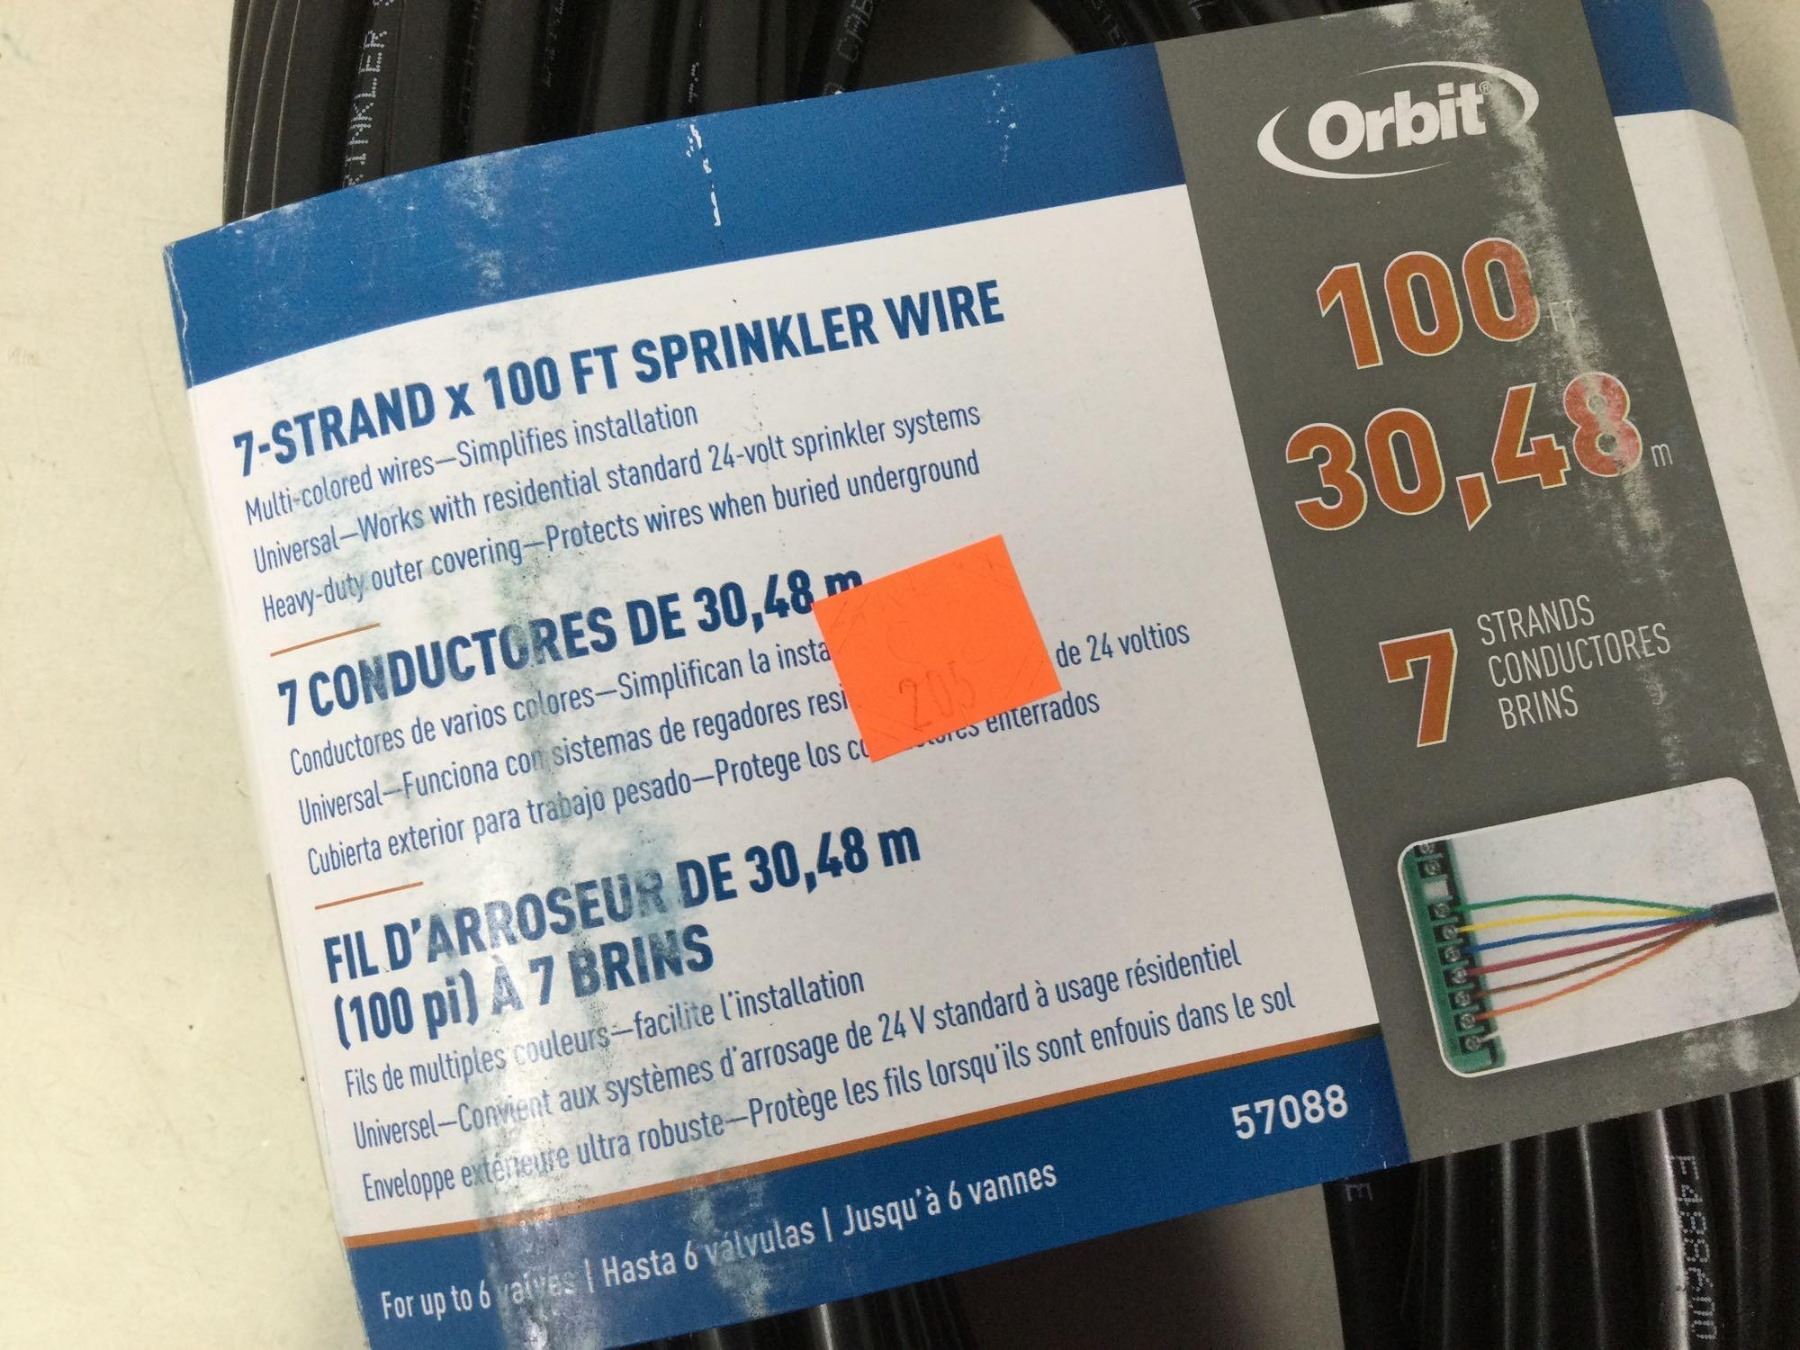 Orbit®
100 FT
30,48 m
7
STRANDS
CONDUCTORES
BRINS
7-STRAND x 100 FT SPRINKLER WIRE
Multi-colored wires—Simplifies installation
Universal—Works with residential standard 24-volt sprinkler systems
Heavy-duty outer covering—Protects wires when buried underground
7 CONDUCTORES DE 30,48 m
Conductores de varios colores—Simplifican la insta
Universal—Funciona con sistemas de regadores resi de 24 voltios
Cubierta exterior para trabajo pesado—Protege los enterrados
205
FIL D'ARROSEUR DE 30,48 m
(100 pi) À 7 BRINS
Fils de multiples couleurs—facilite l'installation
Universel—Convient aux systèmes d'arrosage de 24 V standard à usage résidentiel
Enveloppe extérieure ultra robuste—Protège les fils lorsqu'ils sont enfouis dans le sol
57088
For up to 6 valves | Hasta 6 válvulas | Jusqu'à 6 vannes